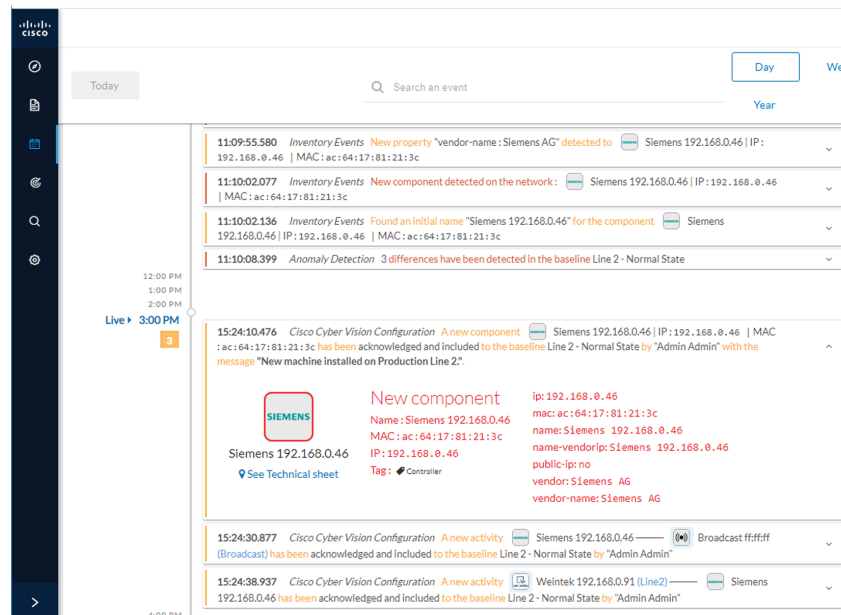 CISCO
Today
Search an event
Day
We
Year
11:09:55.580 Inventory Events New property "vendor-name : Siemens AG" detected to Siemens 192.168.0.46 | IP :
192.168.0.46 | MAC : ac:64:17:81:21:3c
11:10:02.077 Inventory Events New component detected on the network : Siemens 192.168.0.46 | IP : 192.168.0.46
| MAC : ac:64:17:81:21:3c
11:10:02.136 Inventory Events Found an initial name "Siemens 192.168.0.46" for the component Siemens
192.168.0.46 | IP : 192.168.0.46 | MAC : ac:64:17:81:21:3c
11:10:08.399 Anomaly Detection 3 differences have been detected in the baseline Line 2 - Normal State
12:00 PM
1:00 PM
2:00 PM
Live 3:00 PM
3
15:24:10.476 Cisco Cyber Vision Configuration A new component Siemens 192.168.0.46 | IP : 192.168.0.46 | MAC
: ac:64:17:81:21:3c has been acknowledged and included to the baseline Line 2 - Normal State by "Admin Admin" with the
message "New machine installed on Production Line 2.".
SIEMENS
Siemens 192.168.0.46
See Technical sheet
New component
Name : Siemens 192.168.0.46
MAC : ac:64:17:81:21:3c
IP : 192.168.0.46
Tag : Controller
ip: 192.168.0.46
mac: ac:64:17:81:21:3c
name: Siemens 192.168.0.46
name-vendorip: Siemens 192.168.0.46
public-ip: no
vendor: Siemens AG
vendor-name: Siemens AG
15:24:30.877 Cisco Cyber Vision Configuration A new activity Siemens 192.168.0.46 Broadcast ff:ff:ff
(Broadcast) has been acknowledged and included to the baseline Line 2 - Normal State by "Admin Admin"
15:24:38.937 Cisco Cyber Vision Configuration A new activity Weintek 192.168.0.91 (Line2) Siemens
192.168.0.46 has been acknowledged and included to the baseline Line 2 - Normal State by "Admin Admin"